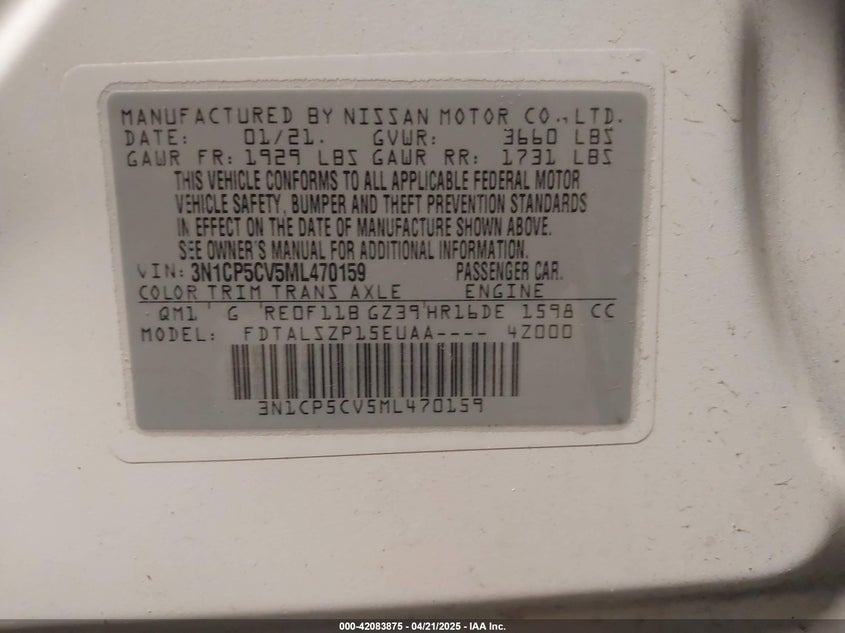 MANUFACTURED BY NISSAN MOTOR CO., LTD.
DATE: 01/21. GVWR: 3660 LBS
GAWR FR: 1929 LBS GAWR RR: 1731 LBS
THIS VEHICLE CONFORMS TO ALL APPLICABLE FEDERAL MOTOR
VEHICLE SAFETY, BUMPER AND THEFT PREVENTION STANDARDS
IN EFFECT ON THE DATE OF MANUFACTURE SHOWN ABOVE.
SEE OWNER'S MANUAL FOR ADDITIONAL INFORMATION.
VIN: 3N1CP5CV5ML470159 PASSENGER CAR.
COLOR TRIM TRANS AXLE ENGINE
QM1 ' G 'RE0F11B GZ39'HR16DE 1598 CC
MODEL: FDTALSZP15EUAA---- 4Z000
3N1CP5CV5ML470159
000-42083875 | 04/21/2025 | IAA Inc.